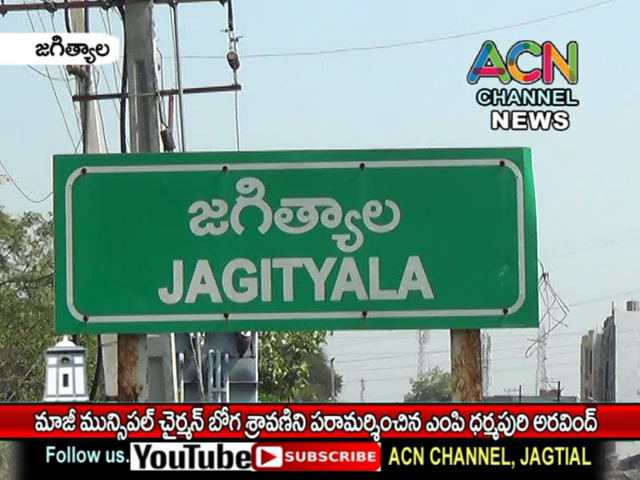 జగిత్యాల
ACN
CHANNEL
NEWS
జగిత్యాల
JAGITYALA
మాజీ మున్సిపల్ చైర్మన్ బోగ శ్రావణిని పరామర్శించిన ఎంపి ధర్మపురి అరవింద్
Follow us. YouTube SUBSCRIBE ACN CHANNEL, JAGTIAL